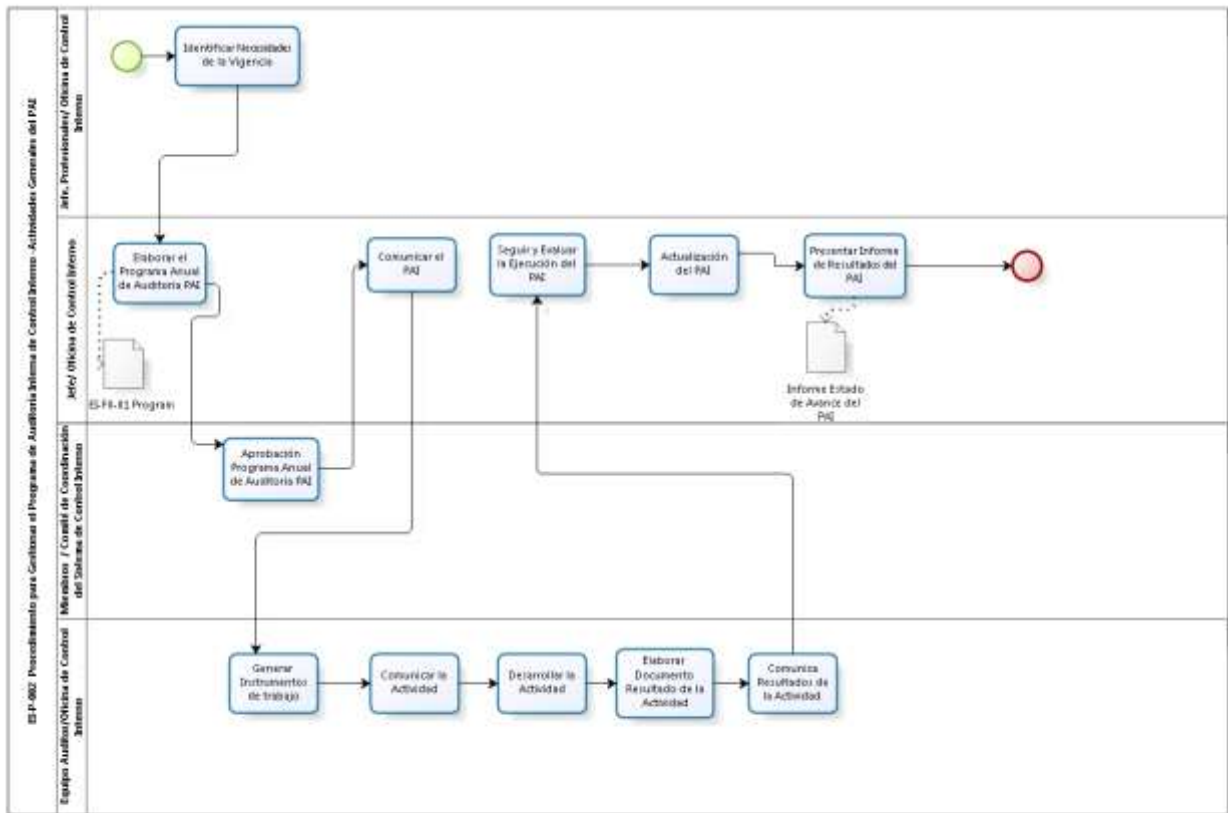 ES-P-002 Procedimiento para Gestionar el Programa de Auditoría Interna de Control Interno - Actividades Generales del PAI
Jefe, Profesionales/ Oficina de Control
Interno
Identificar Necesidades
de la Vigencia
Jefe/ Oficina de Control Interno
Elaborar el
Programa Anual
de Auditoría PAI
ES-FR-01 Program
Comunicar el
PAI
Seguir y Evaluar
la Ejecución del
PAI
Actualización
del PAI
Presentar Informe
de Resultados del
PAI
Informe Estado
de Avance del
PAI
Miembros / Comité de Coordinación
del Sistema de Control Interno
Aprobación
Programa Anual
de Auditoría PAI
Equipo Auditor/Oficina de Control
Interno
Generar
Instrumentos
de trabajo
Comunicar la
Actividad
Desarrollar la
Actividad
Elaborar
Documento
Resultado de la
Actividad
Comunica
Resultados de
la Actividad